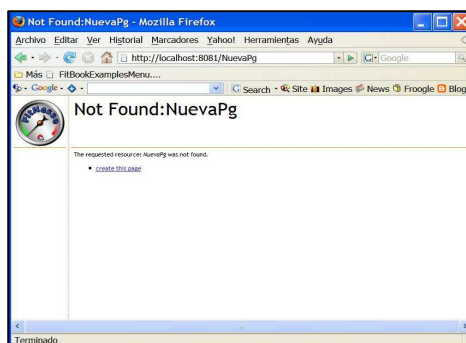 Not Found:NuevaPg - Mozilla Firefox
Archivo Editar Ver Historial Marcadores Yahoo! Herramientas Ayuda
http://localhost:8081/NuevaPg Google
Más FitBookExamplesMenu....
Google Search Site Images News Froogle Blog
FitNesse
Not Found:NuevaPg
The requested resource: NuevaPg was not found.
create this page
Terminado